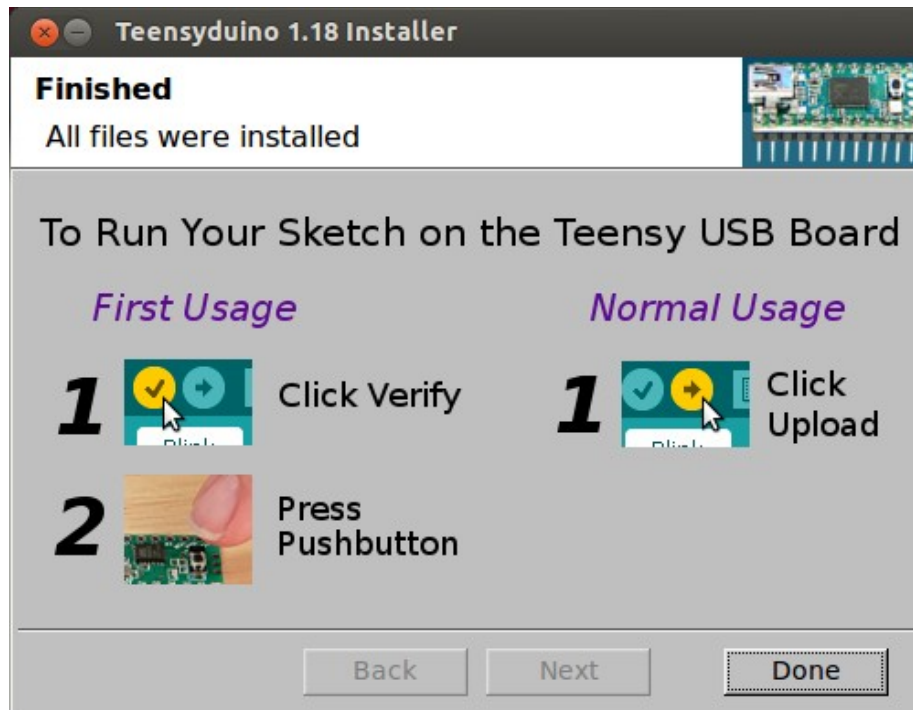 Teensyduino 1.18 Installer
Finished
All files were installed
To Run Your Sketch on the Teensy USB Board
First Usage
1
Click Verify
2
Press
Pushbutton
Normal Usage
1
Click
Upload
Back
Next
Done